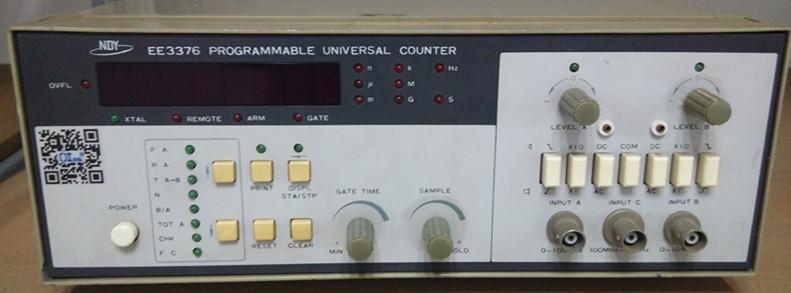 NDY EE3376 PROGRAMMABLE UNIVERSAL COUNTER
OVFL
n k Hz
μ M
m G S
XTAL REMOTE ARM GATE
F A
P A
T A-B
N
B/A
TOT A
CHK
F C
POWER
PRINT DISPL
STA/STP
RESET CLEAR
GATE TIME SAMPLE
MIN
LEVEL A LEVEL B
X10 DC COM DC X10
AC AC
INPUT A INPUT C INPUT B